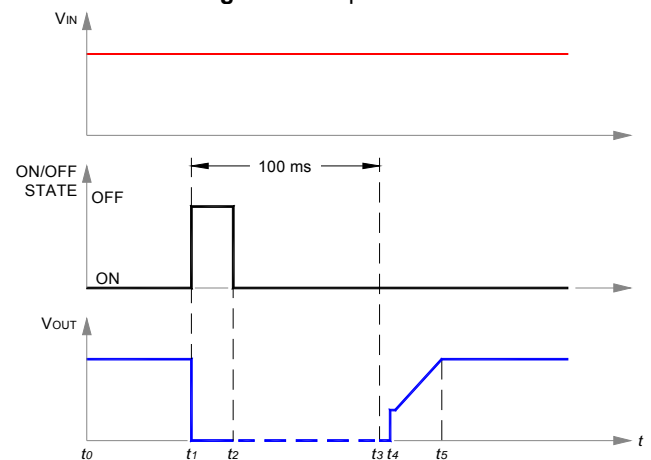 VIN
ON/OFF
STATE
OFF
100 ms
ON
VOUT
t
t0 t1 t2 t3 t4 t5